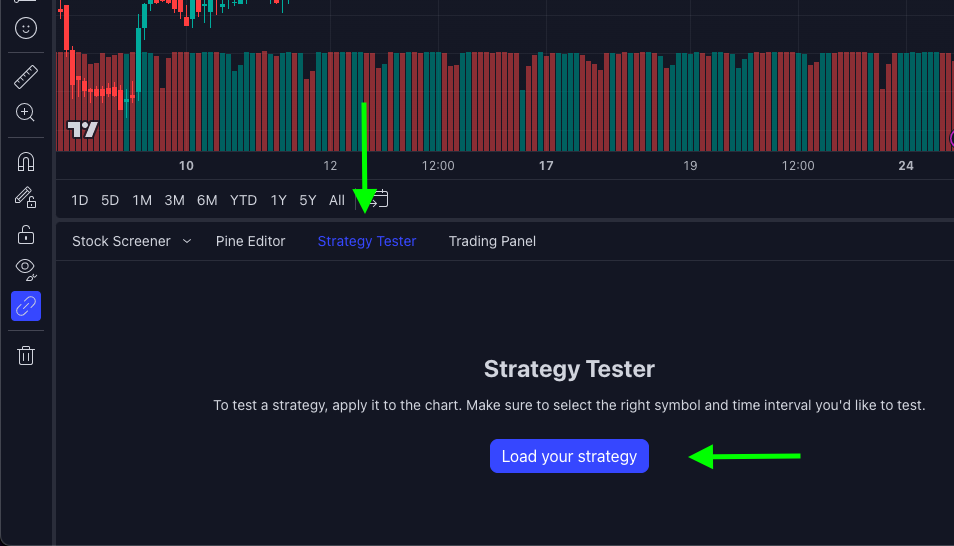 10 12 12:00 17 19 12:00 24
1D 5D 1M 3M 6M YTD 1Y 5Y All
Stock Screener Pine Editor Strategy Tester Trading Panel
Strategy Tester
To test a strategy, apply it to the chart. Make sure to select the right symbol and time interval you'd like to test.
Load your strategy